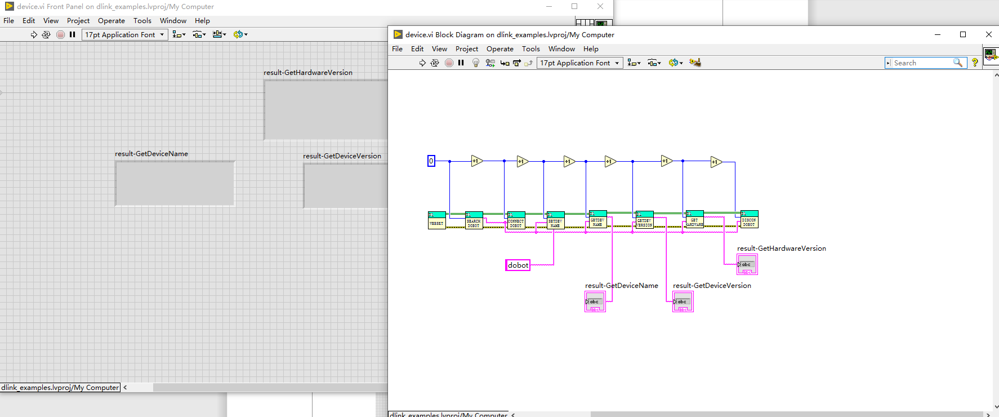 device.vi Front Panel on dlink_examples.lvproj/My Computer
File Edit View Project Operate Tools Window Help
17pt Application Font
result-GetHardwareVersion
result-GetDeviceName
result-GetDeviceVersion
dlink_examples.lvproj/My Computer
device.vi Block Diagram on dlink_examples.lvproj/My Computer
File Edit View Project Operate Tools Window Help
17pt Application Font
Search
0
+1 +1 +1 +1 +1 +1
SEARCH DOBOT
CONNECT DOBOT
SETDEV NAME
GETDEV NAME
GETDEV VERSION
GET HARDWARE
DISCON DOBOT
dobot
result-GetHardwareVersion
abc
abc
result-GetDeviceName
abc
abc
result-GetDeviceVersion
abc
abc
dlink_examples.lvproj/My Computer